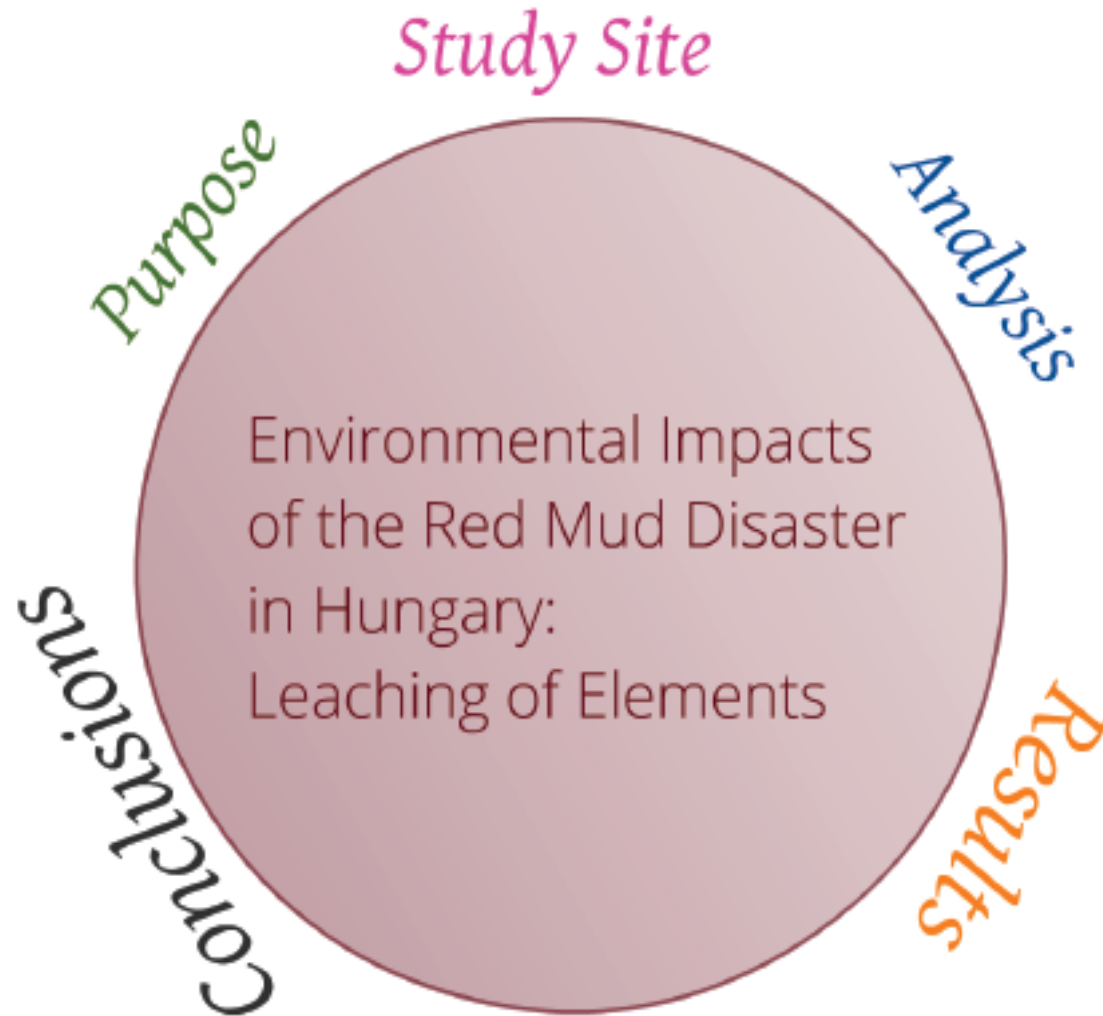 Study Site
Purpose
Analysis
Environmental Impacts
of the Red Mud Disaster
in Hungary:
Leaching of Elements
Conclusions
Results